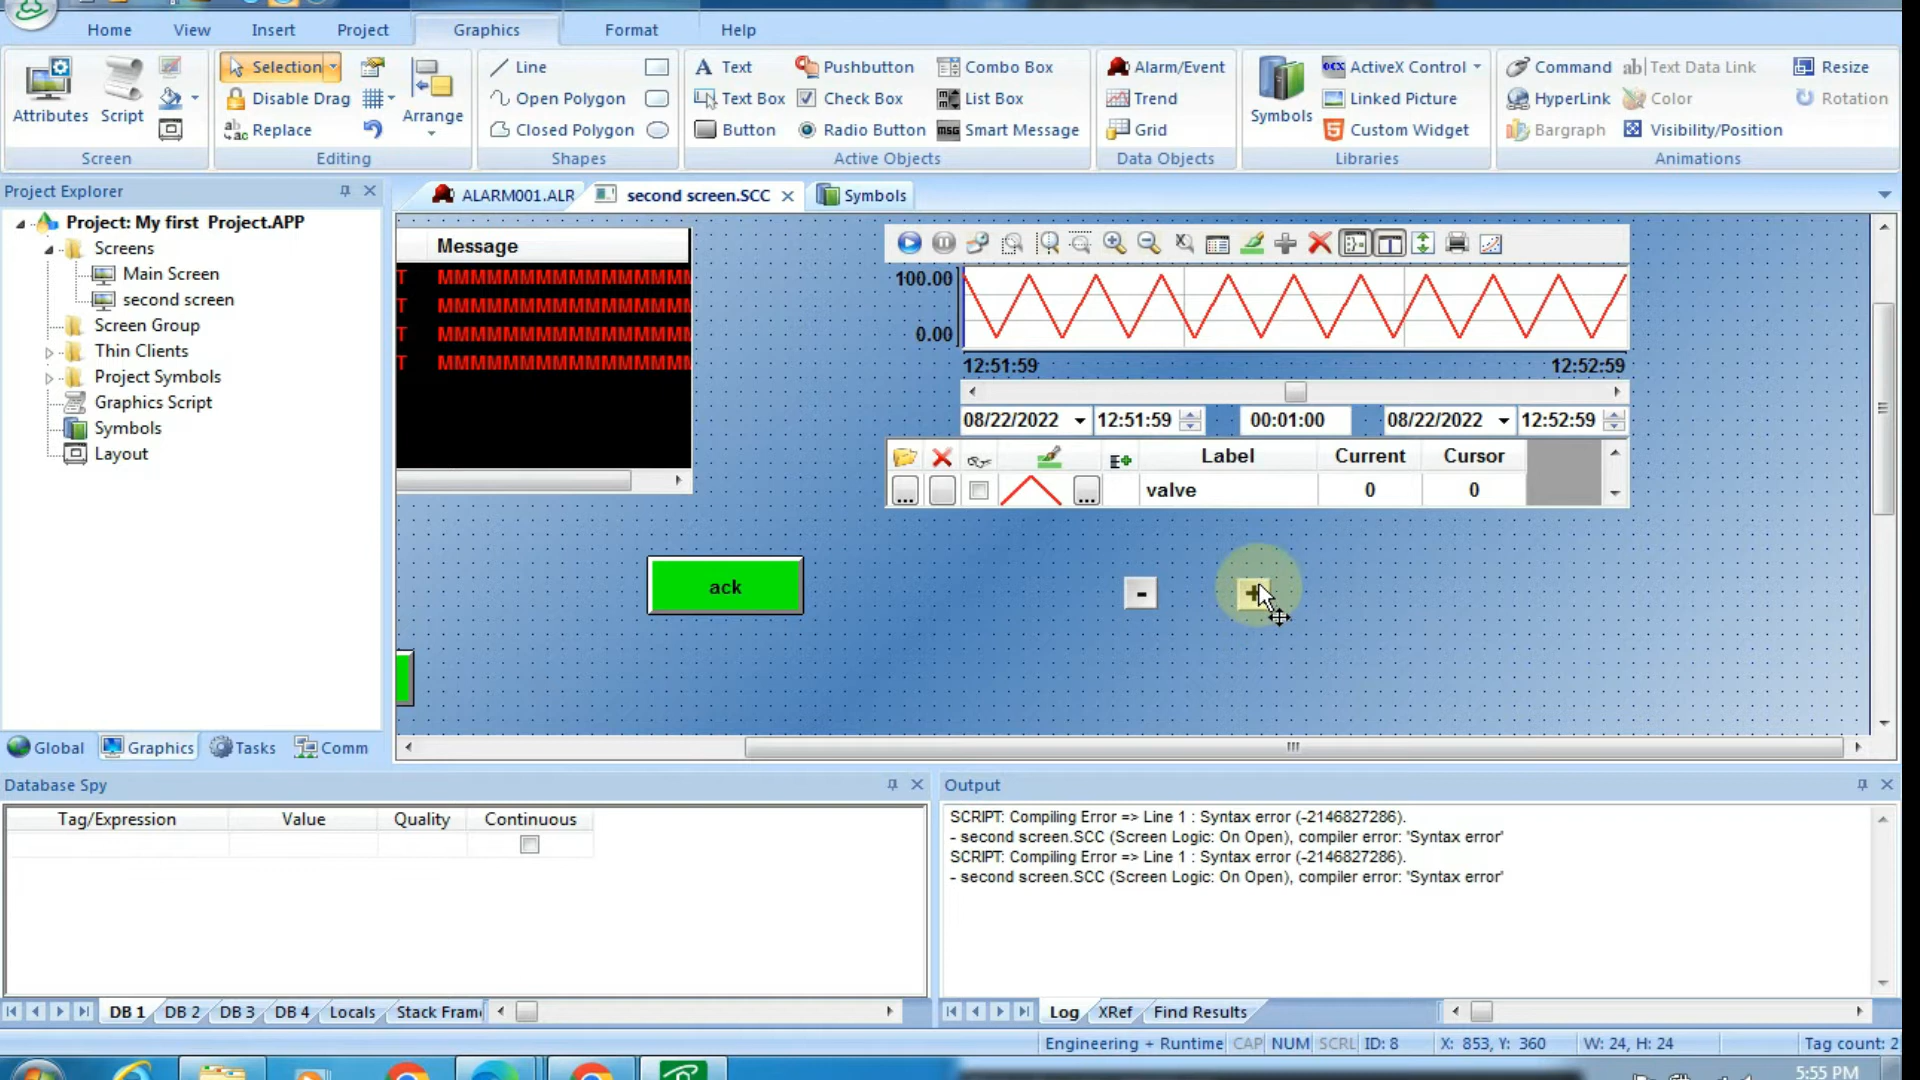 Home View Insert Project Graphics Format Help
Selection Line Text Pushbutton Combo Box Alarm/Event ActiveX Control Command Text Data Link Resize
Disable Drag Open Polygon Text Box Check Box List Box Trend Linked Picture HyperLink Color Rotation
Attributes Script Arrange Symbols
Replace Closed Polygon Button Radio Button MSG Smart Message Grid Custom Widget Bargraph Visibility/Position
Screen Editing Shapes Active Objects Data Objects Libraries Animations
Project Explorer
ALARM001.ALR second screen.SCC Symbols
Project: My first Project.APP
Screens
Main Screen
second screen
Screen Group
Thin Clients
Project Symbols
Graphics Script
Symbols
Layout
Global Graphics Tasks Comm
Message
T MMMMMMMMMMMMMMMM
T MMMMMMMMMMMMMMMM
T MMMMMMMMMMMMMMMM
T MMMMMMMMMMMMMMMM
100.00
0.00
12:51:59 12:52:59
08/22/2022 12:51:59 00:01:00 08/22/2022 12:52:59
Label Current Cursor
... ... valve 0 0
ack - +
Database Spy
Tag/Expression Value Quality Continuous
DB 1 DB 2 DB 3 DB 4 Locals Stack Fram
Output
SCRIPT: Compiling Error => Line 1 : Syntax error (-2146827286).
- second screen.SCC (Screen Logic: On Open), compiler error: 'Syntax error'
SCRIPT: Compiling Error => Line 1 : Syntax error (-2146827286).
- second screen.SCC (Screen Logic: On Open), compiler error: 'Syntax error'
Log XRef Find Results
Engineering + Runtime CAP NUM SCRL ID: 8 X: 853, Y: 360 W: 24, H: 24 Tag count: 2
5:55 PM